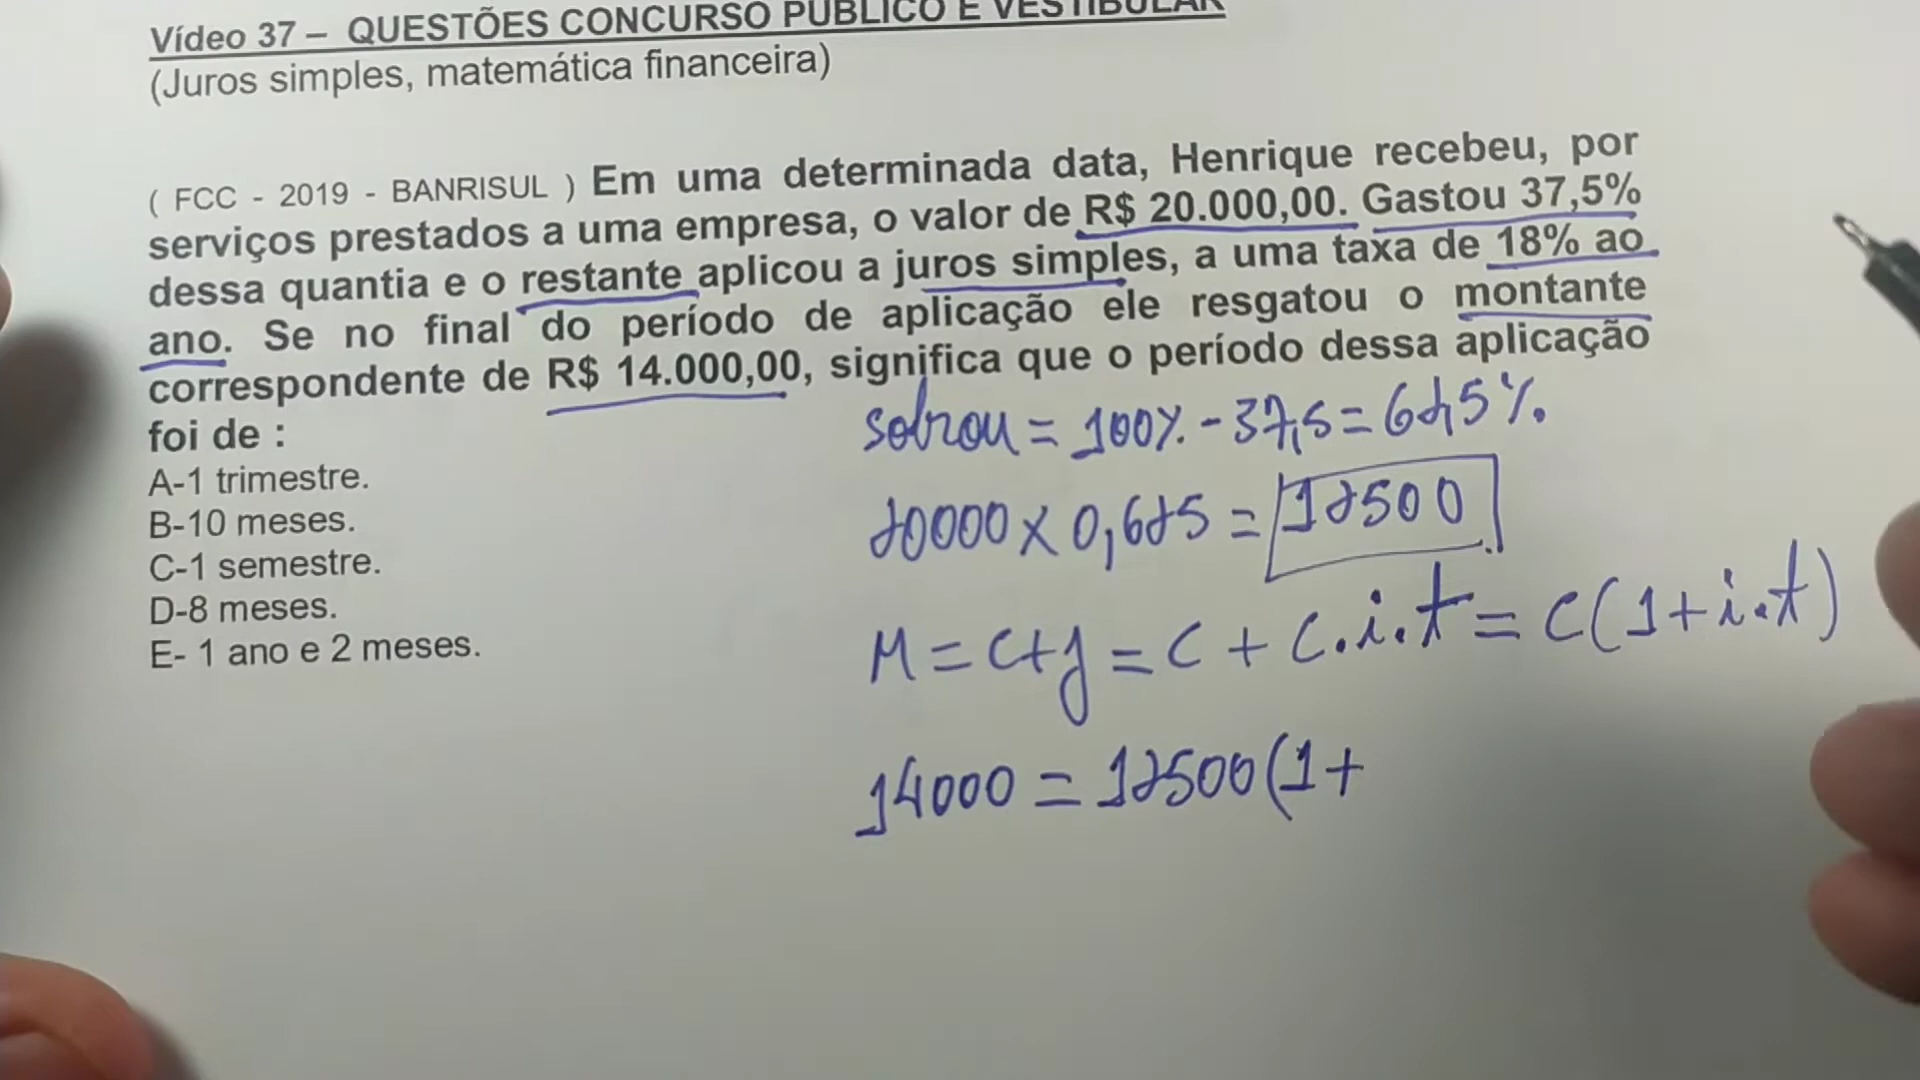 Vídeo 37 – QUESTÕES CONCURSO PÚBLICO E VESTIBULAR
(Juros simples, matemática financeira)
( FCC - 2019 - BANRISUL ) Em uma determinada data, Henrique recebeu, por
serviços prestados a uma empresa, o valor de R$ 20.000,00. Gastou 37,5%
dessa quantia e o restante aplicou a juros simples, a uma taxa de 18% ao
ano. Se no final do período de aplicação ele resgatou o montante
correspondente de R$ 14.000,00, significa que o período dessa aplicação
foi de :
A-1 trimestre.
B-10 meses.
C-1 semestre.
D-8 meses.
E- 1 ano e 2 meses.
sobrou = 100% - 37,5 = 62,5%
20000 x 0,625 = 12500
M = C+J = C + C.i.t = C(1+i.t)
14000 = 12500(1+